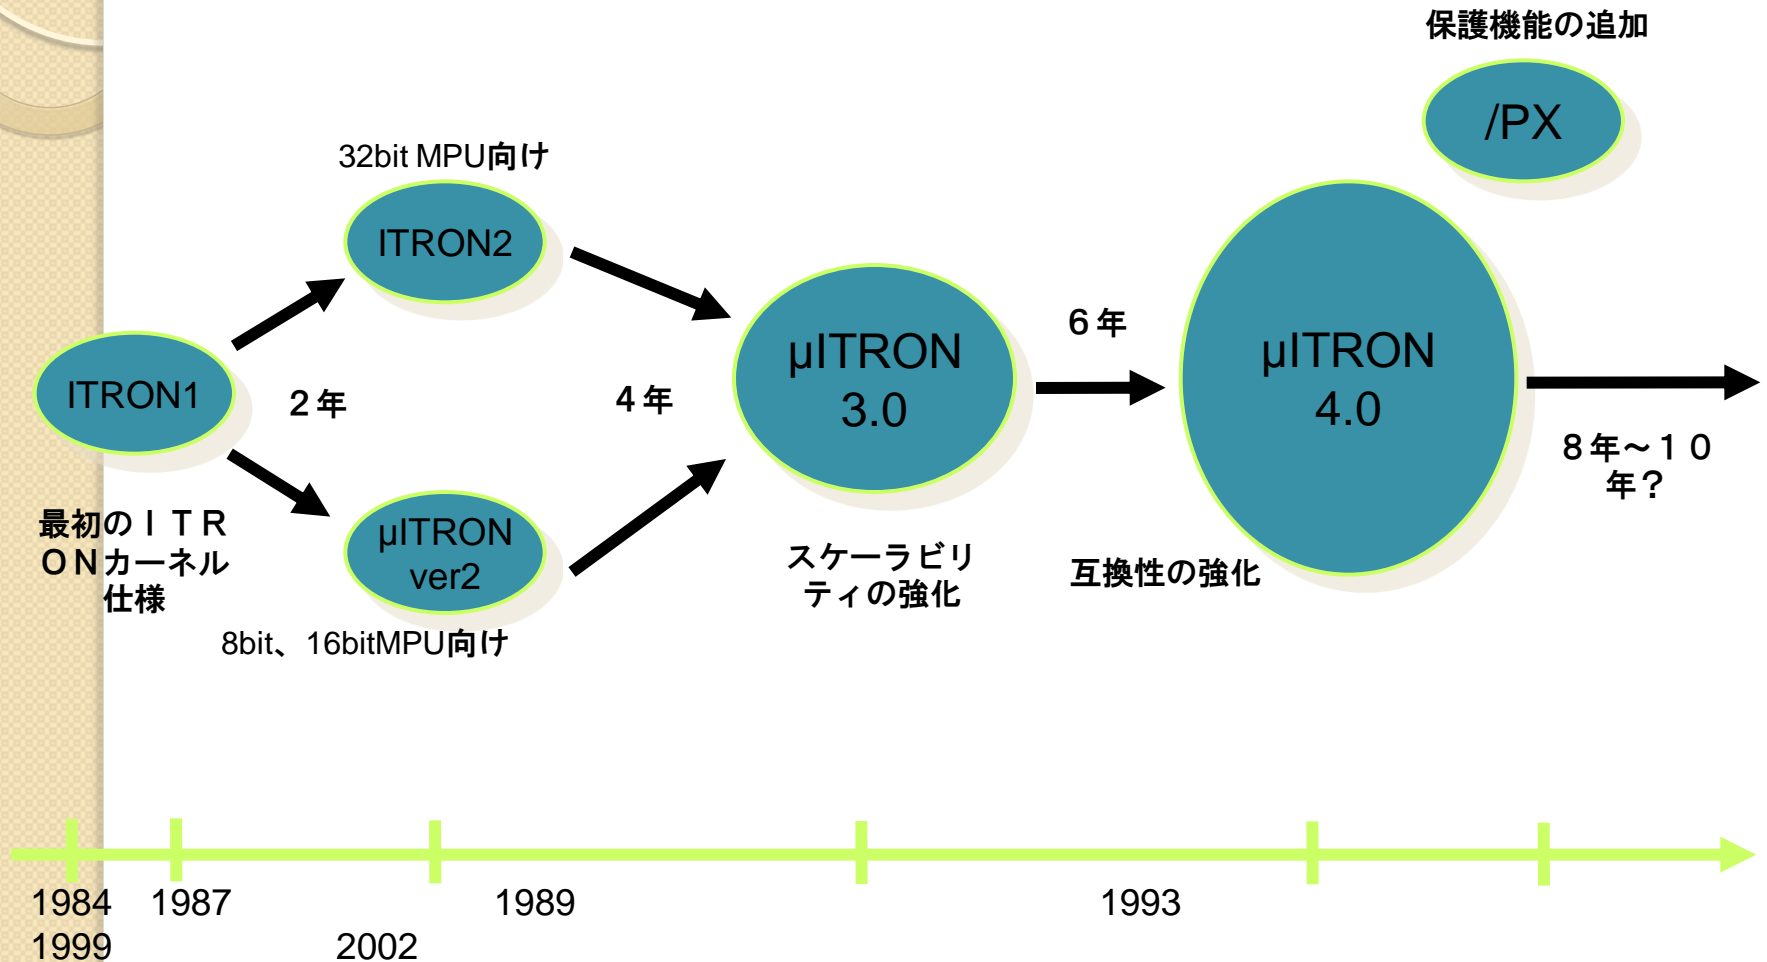 保護機能の追加
/PX
32bit MPU向け
ITRON2
ITRON1
2年
4年
μITRON
3.0
6年
μITRON
4.0
8年～10
年？
最初のＩＴＲ
ＯＮカーネル
仕様
μITRON
ver2
8bit、16bitMPU向け
スケーラビリ
ティの強化
互換性の強化
1984 1987 1989 1993
1999 2002